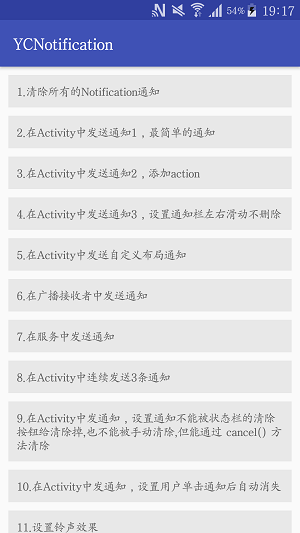 54% 19:17
YCNotification
1.清除所有的Notification通知
2.在Activity中发送通知1，最简单的通知
3.在Activity中发送通知2，添加action
4.在Activity中发送通知3，设置通知栏左右滑动不删除
5.在Activity中发送自定义布局通知
6.在广播接收者中发送通知
7.在服务中发送通知
8.在Activity中连续发送3条通知
9.在Activity中发通知，设置通知不能被状态栏的清除
按钮给清除掉,也不能被手动清除,但能通过 cancel() 方
法清除
10.在Activity中发通知，设置用户单击通知后自动消失
11.设置铃声效果